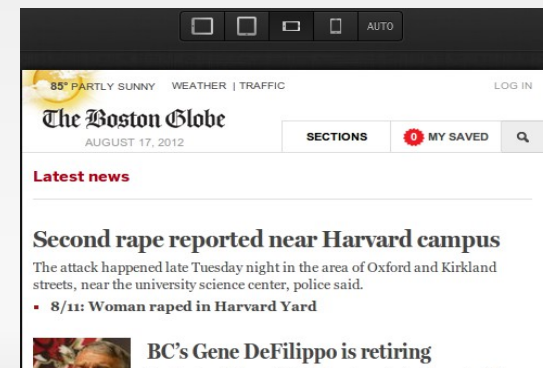 AUTO
85° PARTLY SUNNY WEATHER | TRAFFIC LOG IN
The Boston Globe
AUGUST 17, 2012
SECTIONS 0 MY SAVED
Latest news
Second rape reported near Harvard campus
The attack happened late Tuesday night in the area of Oxford and Kirkland
streets, near the university science center, police said.
8/11: Woman raped in Harvard Yard
BC's Gene DeFilippo is retiring